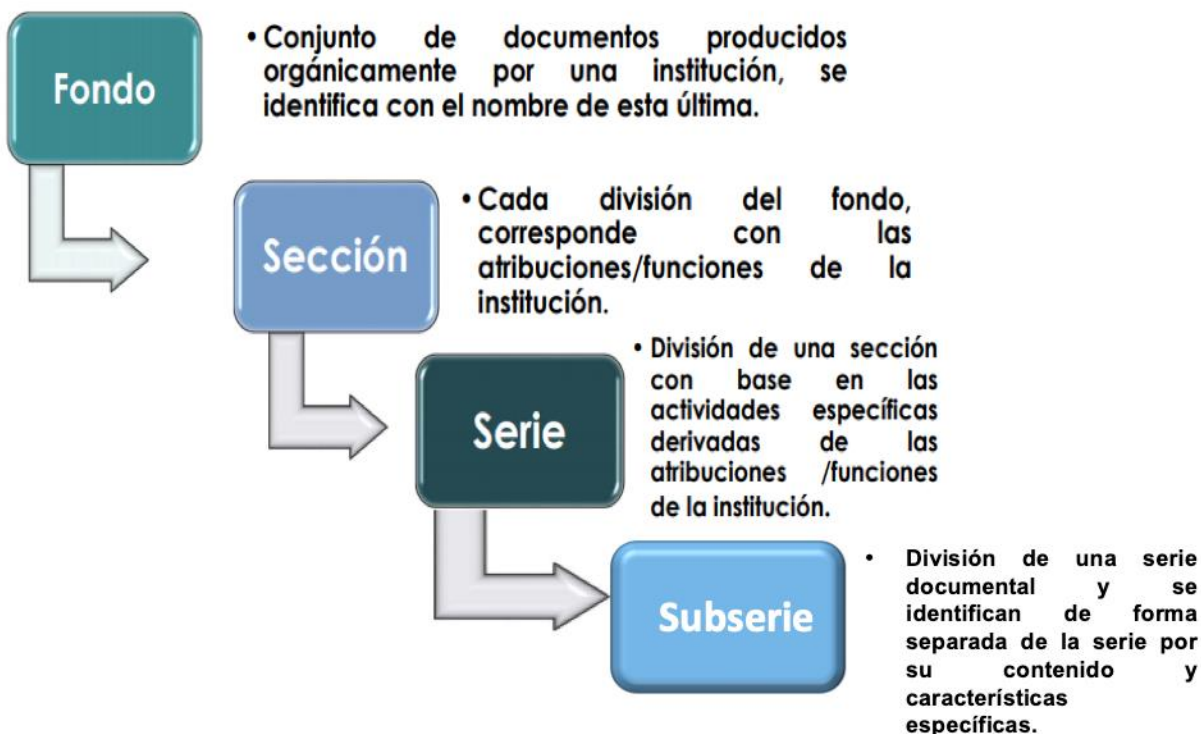 Fondo
• Conjunto de documentos producidos
orgánicamente por una institución, se
identifica con el nombre de esta última.
Sección
• Cada división del fondo,
corresponde con las
atribuciones/funciones de la
institución.
Serie
• División de una sección
con base en las
actividades específicas
derivadas de las
atribuciones /funciones
de la institución.
Subserie
• División de una serie
documental y se
identifican de forma
separada de la serie por
su contenido y
características
específicas.